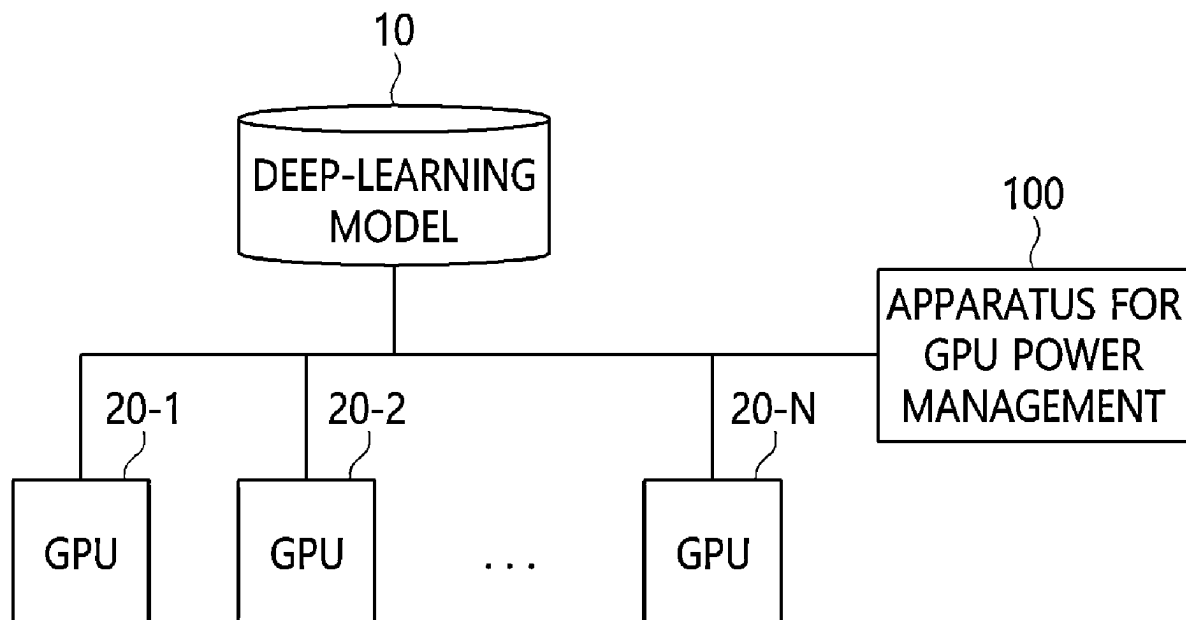 10
DEEP-LEARNING
MODEL
100
APPARATUS FOR
GPU POWER
MANAGEMENT
20-1
20-2
20-N
GPU
GPU
...
GPU